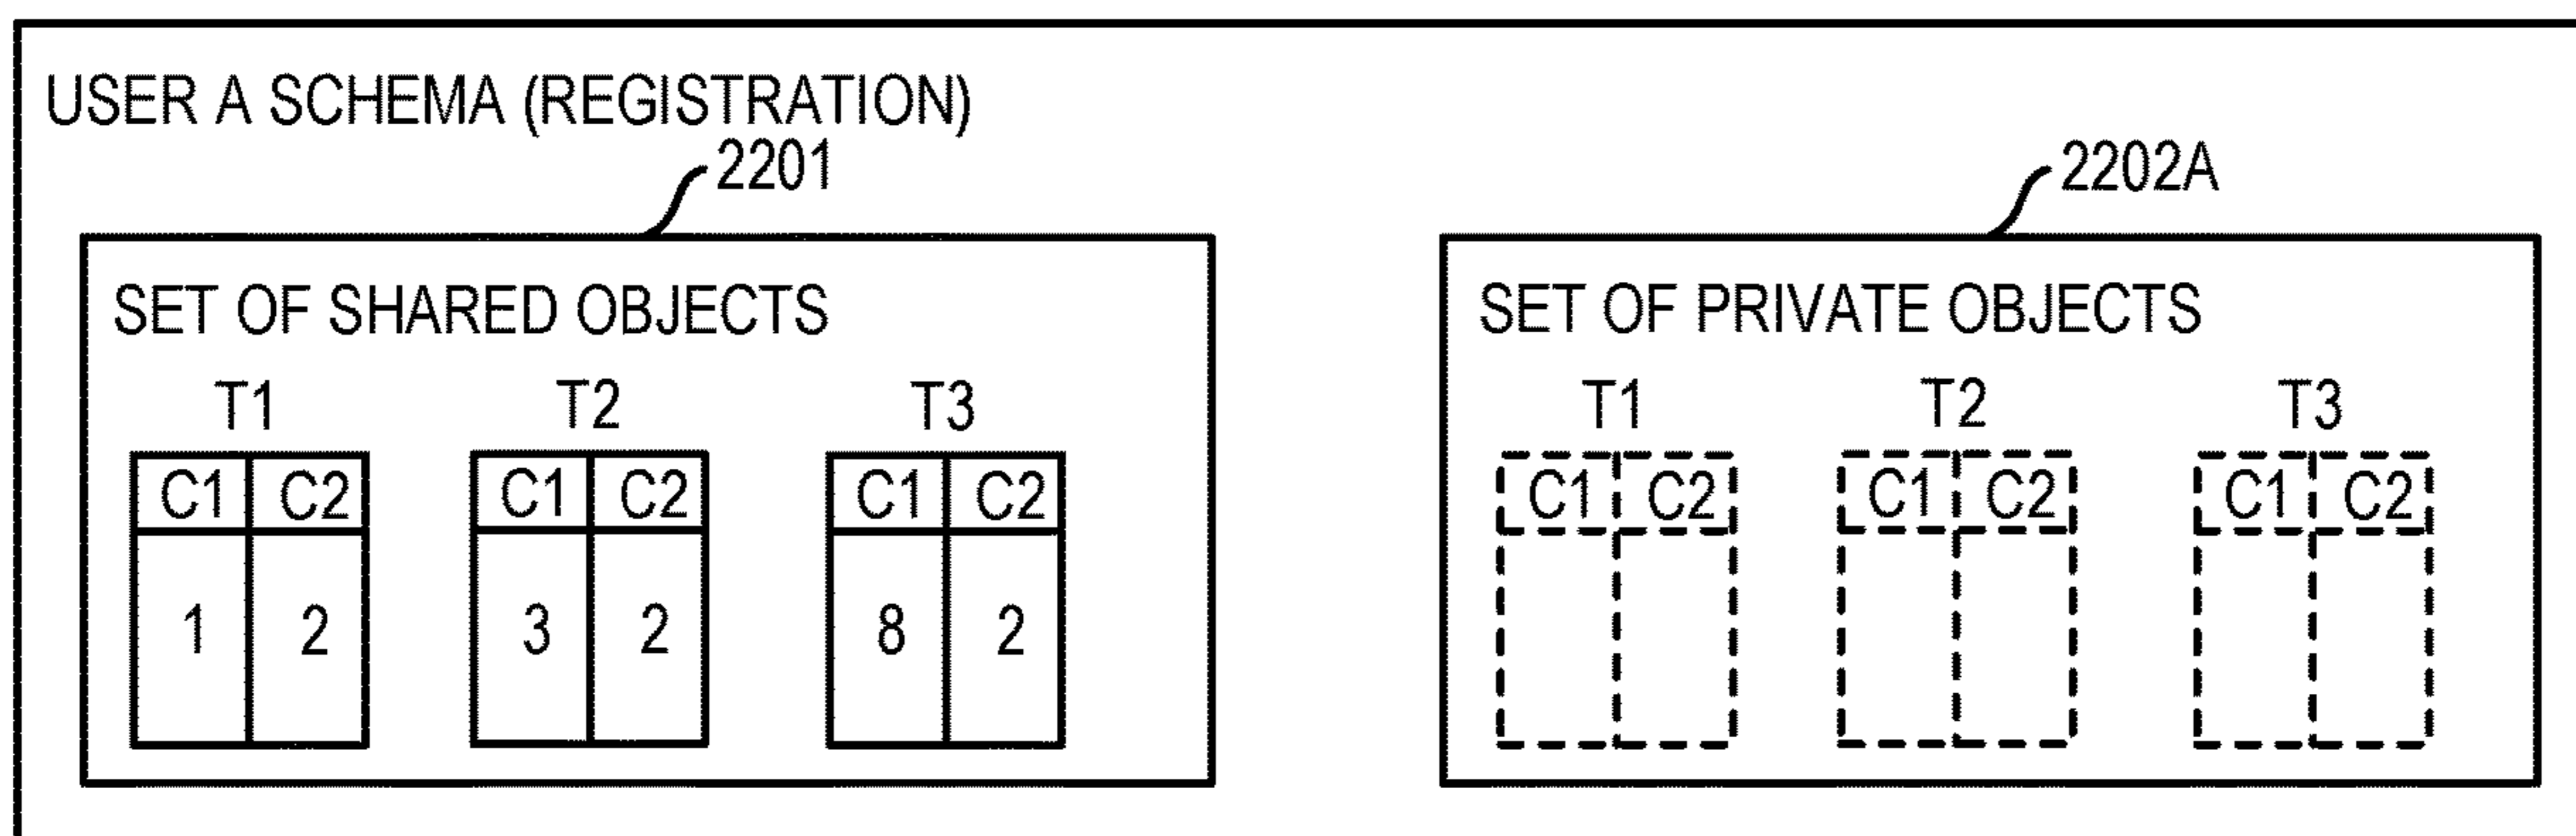 USER A SCHEMA (REGISTRATION)
2201
2202A
SET OF SHARED OBJECTS
SET OF PRIVATE OBJECTS
T1 T2 T3
T1 T2 T3
C1 C2 C1 C2 C1 C2
C1 C2 C1 C2 C1 C2
1 2 3 2 8 2